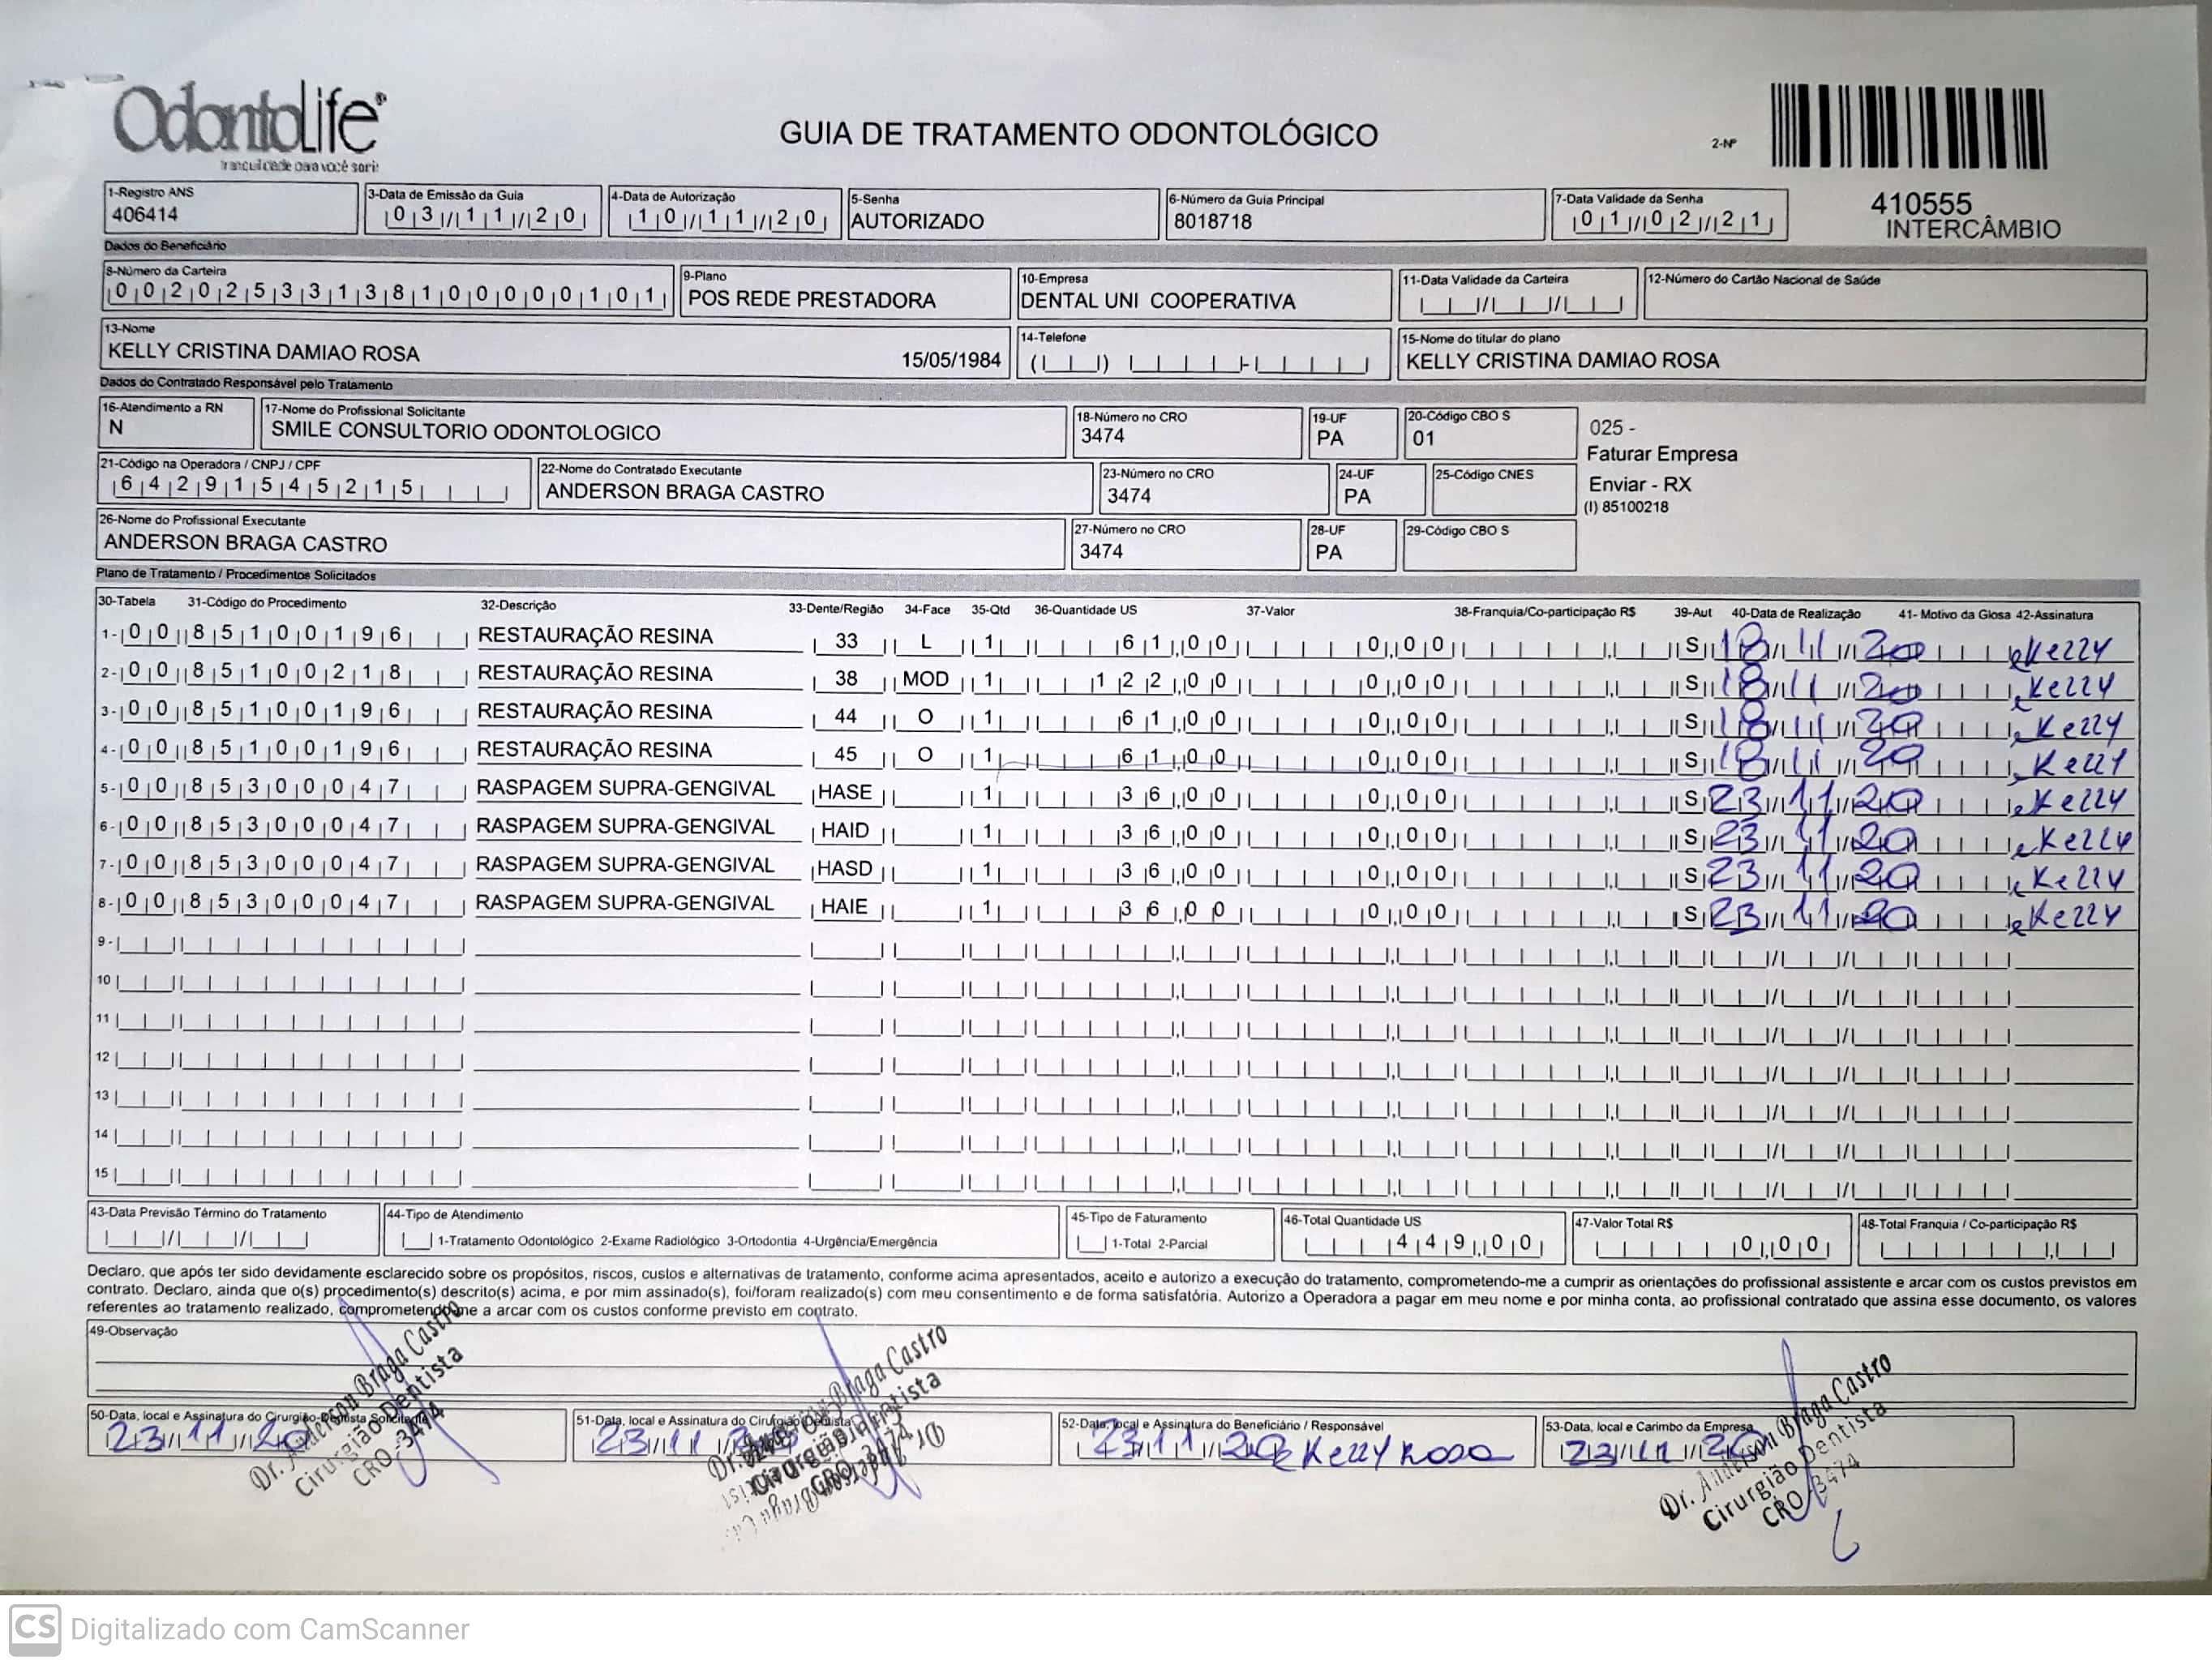 OdontoLife®
tranquilidade para você sorrir
GUIA DE TRATAMENTO ODONTOLÓGICO
2-Nº
410555
INTERCÂMBIO
1-Registro ANS
406414
3-Data de Emissão da Guia
03/11/20
4-Data de Autorização
10/11/20
5-Senha
AUTORIZADO
6-Número da Guia Principal
8018718
7-Data Validade da Senha
01/02/21
Dados do Beneficiário
8-Número da Carteira
00202533138100000101
9-Plano
POS REDE PRESTADORA
10-Empresa
DENTAL UNI COOPERATIVA
11-Data Validade da Carteira
12-Número do Cartão Nacional de Saúde
13-Nome
KELLY CRISTINA DAMIAO ROSA 15/05/1984
14-Telefone
15-Nome do titular do plano
KELLY CRISTINA DAMIAO ROSA
Dados do Contratado Responsável pelo Tratamento
16-Atendimento a RN
N
17-Nome do Profissional Solicitante
SMILE CONSULTORIO ODONTOLOGICO
18-Número no CRO
3474
19-UF
PA
20-Código CBO S
01
025 -
Faturar Empresa
Enviar - RX
(I) 85100218
21-Código na Operadora / CNPJ / CPF
64291545215
22-Nome do Contratado Executante
ANDERSON BRAGA CASTRO
23-Número no CRO
3474
24-UF
PA
25-Código CNES
26-Nome do Profissional Executante
ANDERSON BRAGA CASTRO
27-Número no CRO
3474
28-UF
PA
29-Código CBO S
Plano de Tratamento / Procedimentos Solicitados
30-Tabela 31-Código do Procedimento 32-Descrição 33-Dente/Região 34-Face 35-Qtd 36-Quantidade US 37-Valor 38-Franquia/Co-participação R$ 39-Aut 40-Data de Realização 41- Motivo da Glosa 42-Assinatura
1- 00 85100196 RESTAURAÇÃO RESINA 33 L 1 61,00 0,00 S 18/11/20 Kelly
2- 00 85100218 RESTAURAÇÃO RESINA 38 MOD 1 122,00 0,00 S 18/11/20 Kelly
3- 00 85100196 RESTAURAÇÃO RESINA 44 O 1 61,00 0,00 S 18/11/20 Kelly
4- 00 85100196 RESTAURAÇÃO RESINA 45 O 1 61,00 0,00 S 18/11/20 Kelly
5- 00 85300047 RASPAGEM SUPRA-GENGIVAL HASE 1 36,00 0,00 S 23/11/20 Kelly
6- 00 85300047 RASPAGEM SUPRA-GENGIVAL HAID 1 36,00 0,00 S 23/11/20 Kelly
7- 00 85300047 RASPAGEM SUPRA-GENGIVAL HASD 1 36,00 0,00 S 23/11/20 Kelly
8- 00 85300047 RASPAGEM SUPRA-GENGIVAL HAIE 1 36,00 0,00 S 23/11/20 Kelly
9-
10
11
12
13
14
15
43-Data Previsão Término do Tratamento
44-Tipo de Atendimento
1-Tratamento Odontológico 2-Exame Radiológico 3-Ortodontia 4-Urgência/Emergência
45-Tipo de Faturamento
1-Total 2-Parcial
46-Total Quantidade US
449,00
47-Valor Total R$
0,00
48-Total Franquia / Co-participação R$
Declaro, que após ter sido devidamente esclarecido sobre os propósitos, riscos, custos e alternativas de tratamento, conforme acima apresentados, aceito e autorizo a execução do tratamento, comprometendo-me a cumprir as orientações do profissional assistente e arcar com os custos previstos em
contrato. Declaro, ainda que o(s) procedimento(s) descrito(s) acima, e por mim assinado(s), foi/foram realizado(s) com meu consentimento e de forma satisfatória. Autorizo a Operadora a pagar em meu nome e por minha conta, ao profissional contratado que assina esse documento, os valores
referentes ao tratamento realizado, comprometendo-me a arcar com os custos conforme previsto em contrato.
49-Observação
50-Data, local e Assinatura do Cirurgião-Dentista Solicitante
23/11/20
Dr. Anderson Braga Castro
Cirurgião Dentista
CRO-3474
51-Data, local e Assinatura do Cirurgião Dentista
23/11/20
52-Data, local e Assinatura do Beneficiário / Responsável
23/11/20 Kelly Rosa
53-Data, local e Carimbo da Empresa
23/11/20
Dr. Anderson Braga Castro
Cirurgião Dentista
CRO-3474
CS Digitalizado com CamScanner